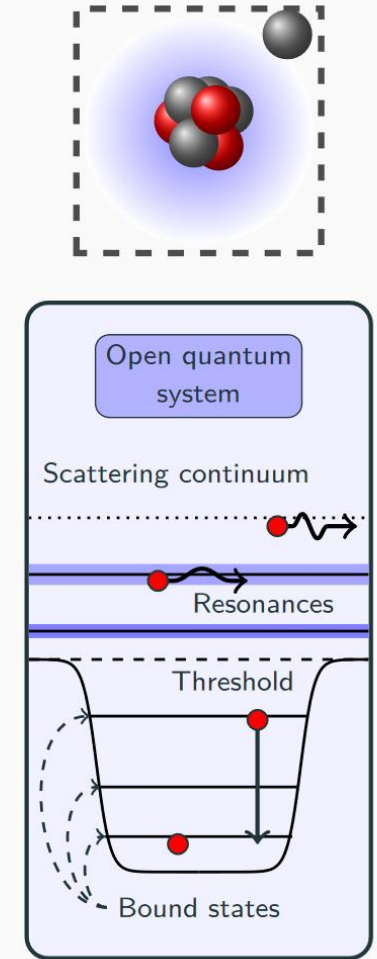 Open quantum
system
Scattering continuum
Resonances
Threshold
Bound states